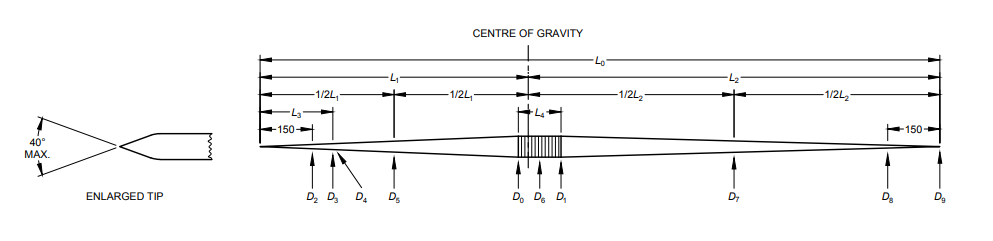 CENTRE OF GRAVITY
L₀
L₁
L₂
1/2L₁
1/2L₁
1/2L₂
1/2L₂
L₃
L₄
150
150
40°
MAX.
ENLARGED TIP
D₂
D₃
D₄
D₅
D₀
D₆
D₁
D₇
D₈
D₉